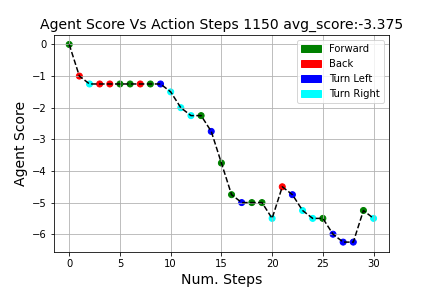 Agent Score Vs Action Steps 1150 avg_score:-3.375
Forward
Back
Turn Left
Turn Right
Agent Score
0
−1
−2
−3
−4
−5
−6
0 5 10 15 20 25 30
Num. Steps